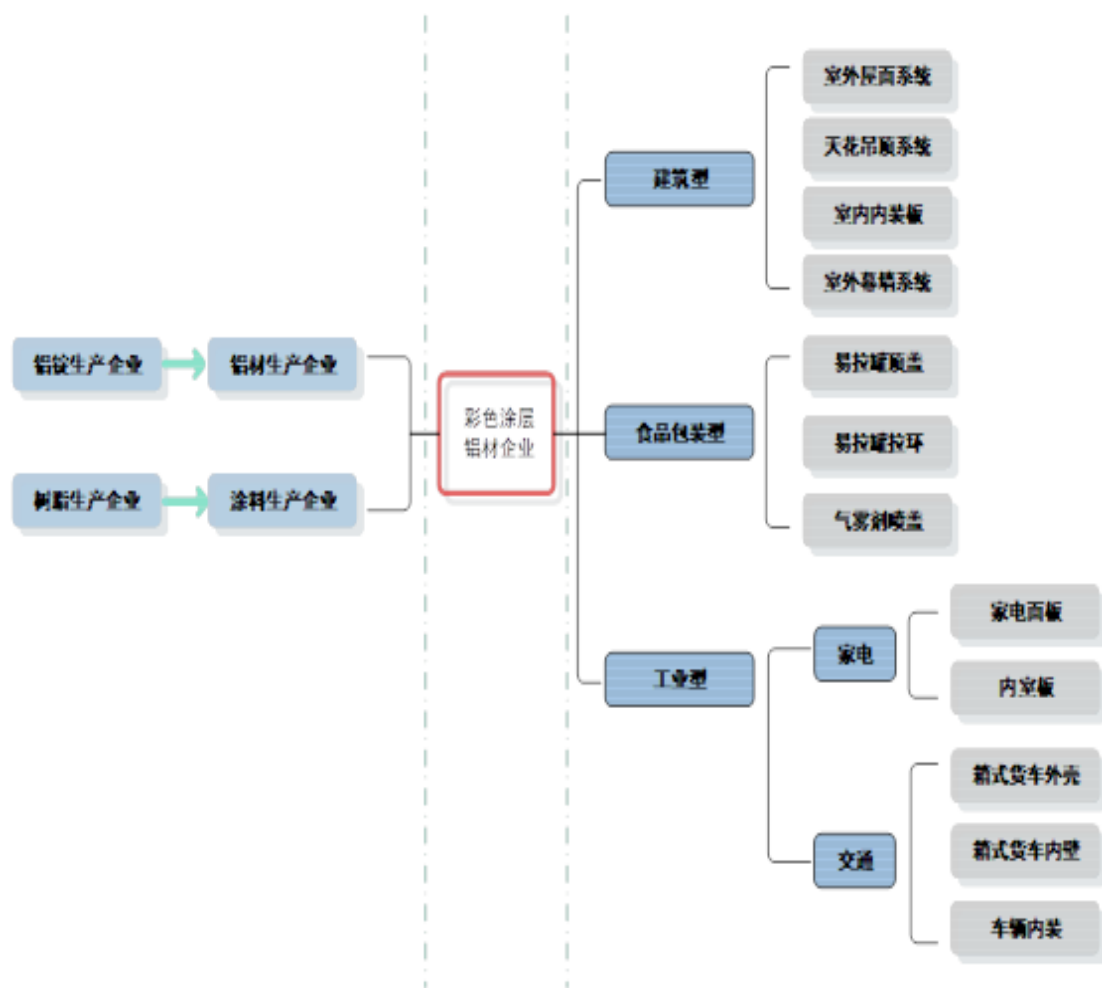 铝锭生产企业
铝材生产企业
树脂生产企业
涂料生产企业
彩色涂层
铝材企业
建筑型
室外屋面系统
天花吊顶系统
室内内装板
室外幕墙系统
食品包装型
易拉罐顶盖
易拉罐拉环
气雾剂喷盖
工业型
家电
家电面板
内室板
交通
箱式货车外壳
箱式货车内壁
车辆内装